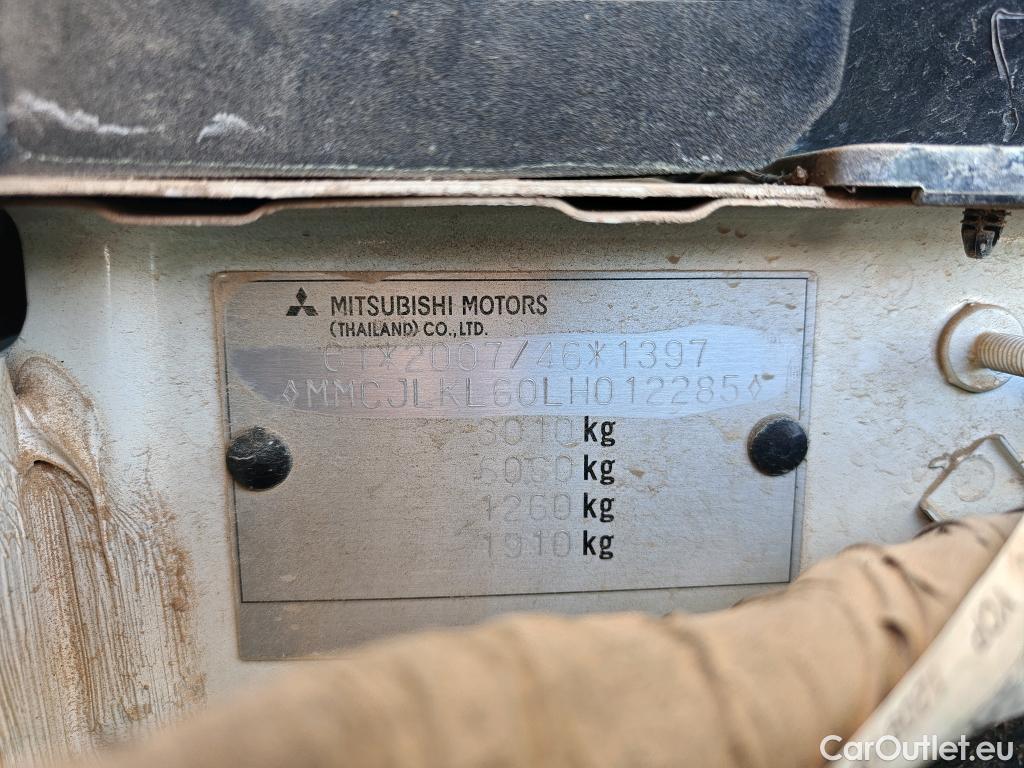 MITSUBISHI MOTORS
(THAILAND) CO., LTD.
e1*2007/46*1397
◊MMCJLKL60LH012285◊
3010 kg
6060 kg
1260 kg
1910 kg
CarOutlet.eu